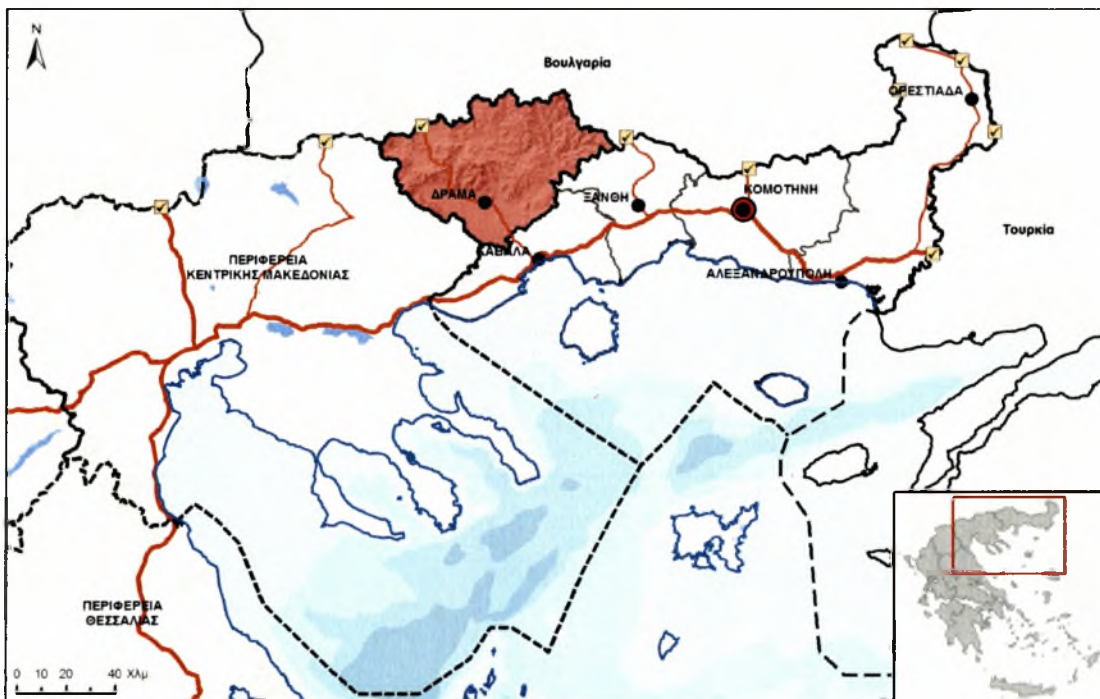 N
Βουλγαρία
ΟΡΕΣΤΙΑΔΑ
ΔΡΑΜΑ
ΞΑΝΘΗ
ΚΟΜΟΤΗΝΗ
Τουρκία
ΚΑΒΑΛΑ
ΠΕΡΙΦΕΡΕΙΑ
ΚΕΝΤΡΙΚΗΣ ΜΑΚΕΔΟΝΙΑΣ
ΑΛΕΞΑΝΔΡΟΥΠΟΛΗ
ΠΕΡΙΦΕΡΕΙΑ
ΘΕΣΣΑΛΙΑΣ
0 10 20 40 Χλμ.